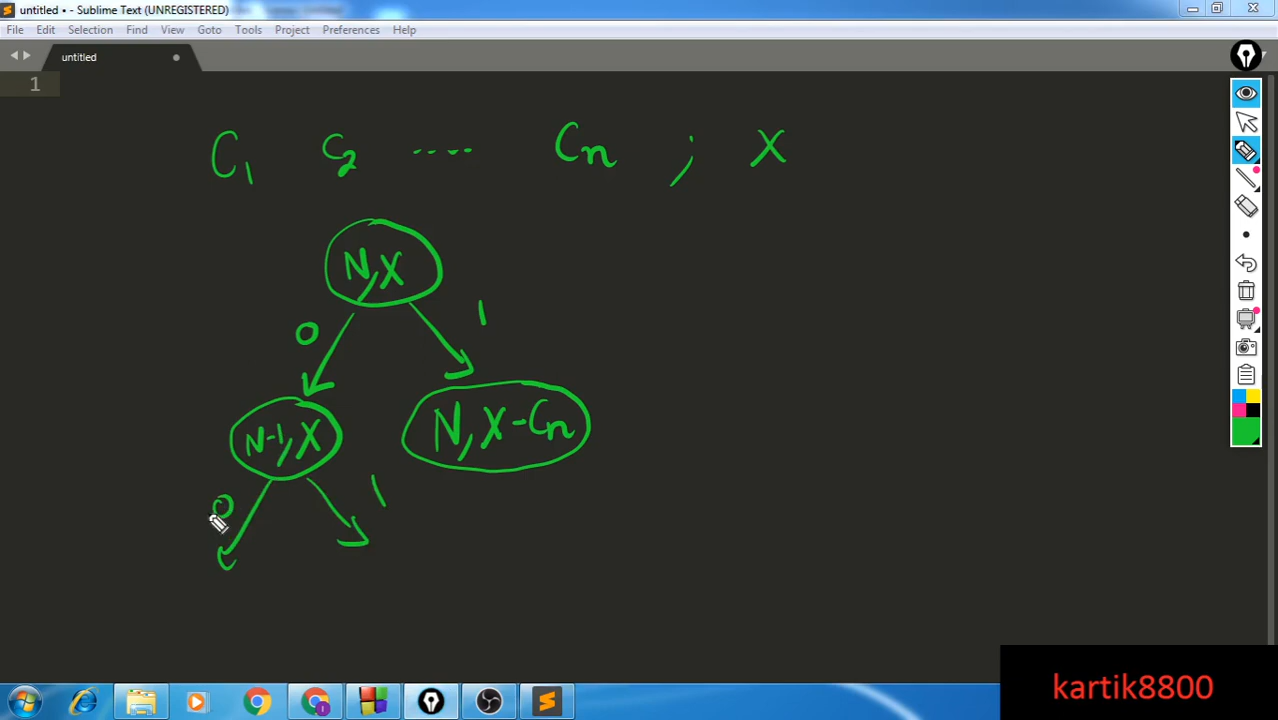 untitled • - Sublime Text (UNREGISTERED)
File Edit Selection Find View Goto Tools Project Preferences Help
untitled
1
C1 C2 ---- Cn ; X
N,X
0 1
N-1,X N,X-Cn
0 1
kartik8800